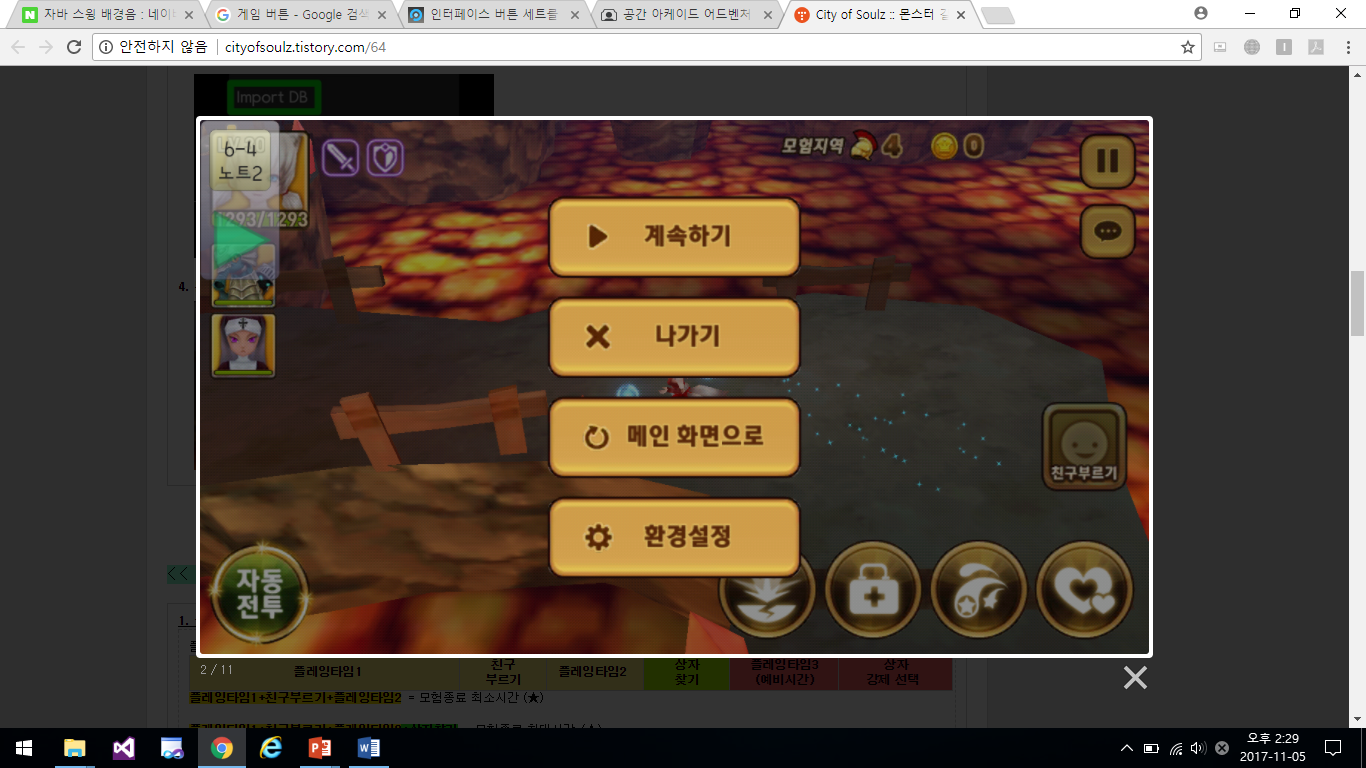 자바 스윙 배경음 : 네이
게임 버튼 - Google 검색
인터페이스 버튼 세트를
공간 아케이드 어드벤처
City of Soulz :: 몬스터 길
안전하지 않음
cityofsoulz.tistory.com/64
Import DB
6-4
노트2
1293/1293
모험지역
4
0
계속하기
4.
나가기
메인 화면으로
친구부르기
환경설정
자동
전투
<<
1.
2 / 11
플레잉타임1
친구
부르기
플레잉타임2
상자
찾기
플레잉타임3
(예비시간)
상자
강제 선택
플레잉타임1+친구부르기+플레잉타임2 = 모험종료 최소시간 (★)
오후 2:29
2017-11-05